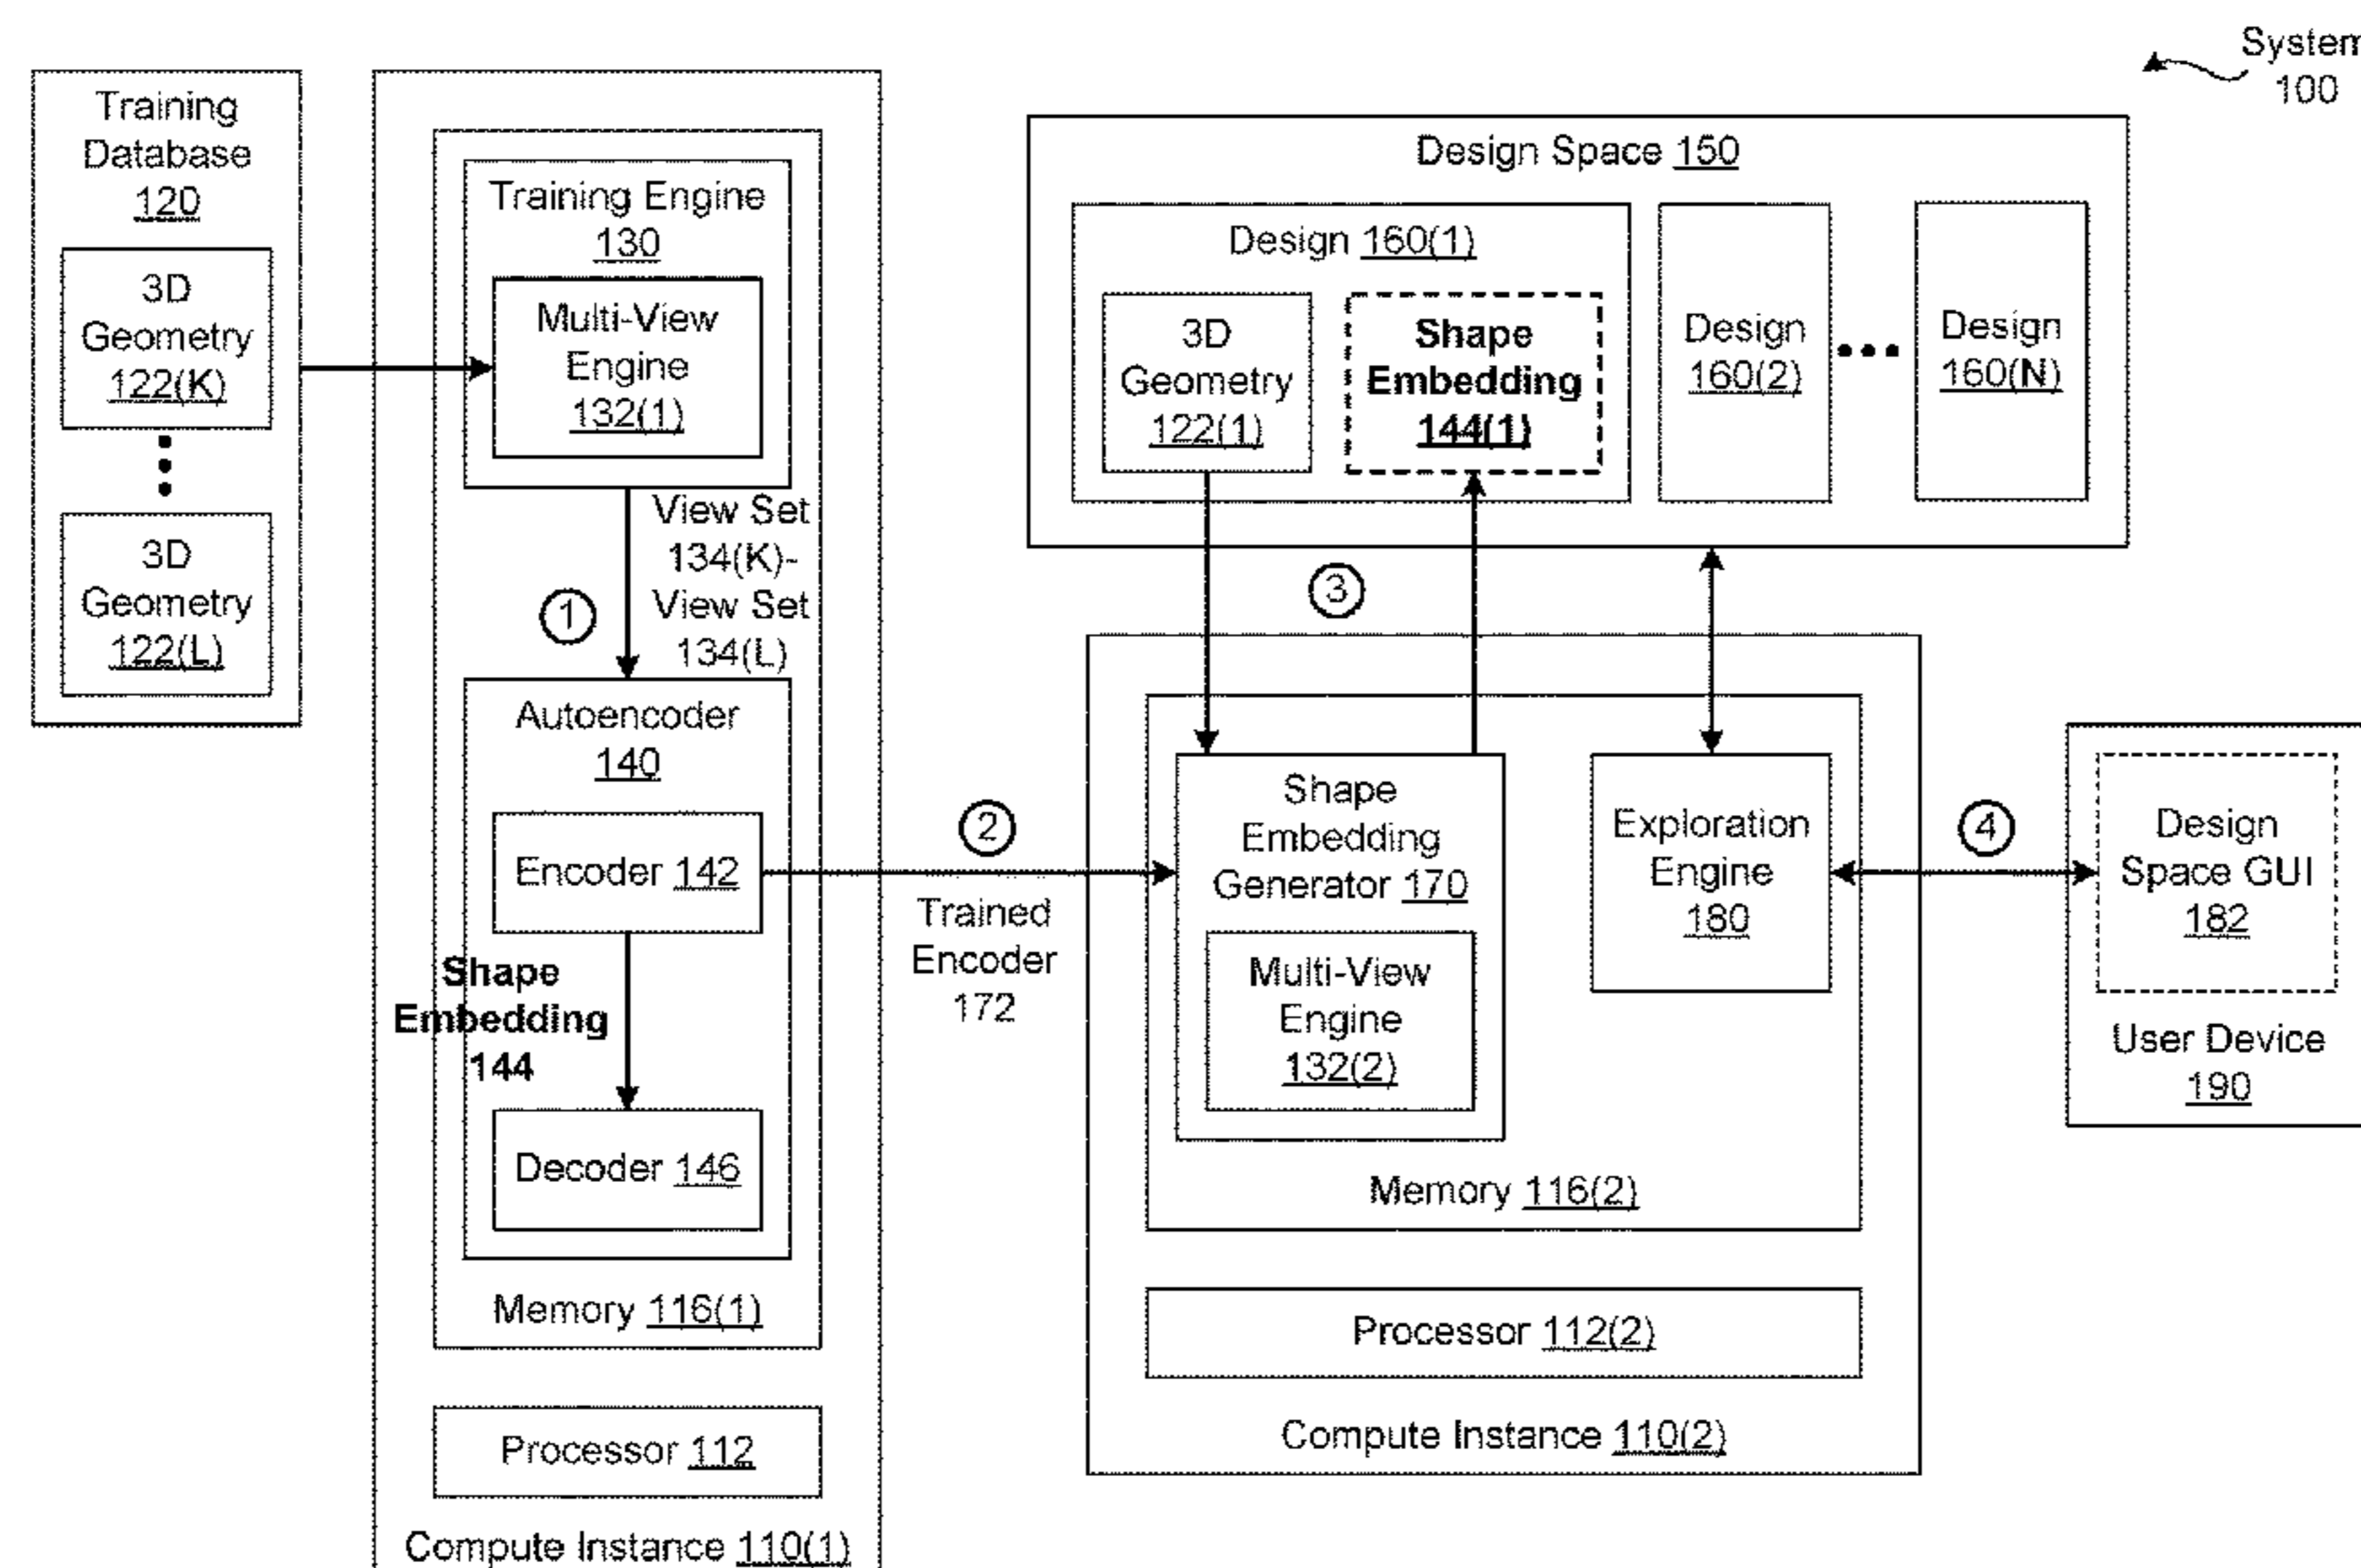 System
100
Training
Database
120
3D
Geometry
122(K)
3D
Geometry
122(L)
Training Engine
130
Multi-View
Engine
132(1)
View Set
134(K)-
View Set
134(L)
1
Autoencoder
140
Encoder 142
Shape
Embedding
144
Decoder 146
Memory 116(1)
Processor 112
Compute Instance 110(1)
2
Trained
Encoder
172
Design Space 150
Design 160(1)
3D
Geometry
122(1)
Shape
Embedding
144(1)
Design
160(2)
Design
160(N)
3
Shape
Embedding
Generator 170
Multi-View
Engine
132(2)
Exploration
Engine
180
Memory 116(2)
Processor 112(2)
Compute Instance 110(2)
4
Design
Space GUI
182
User Device
190